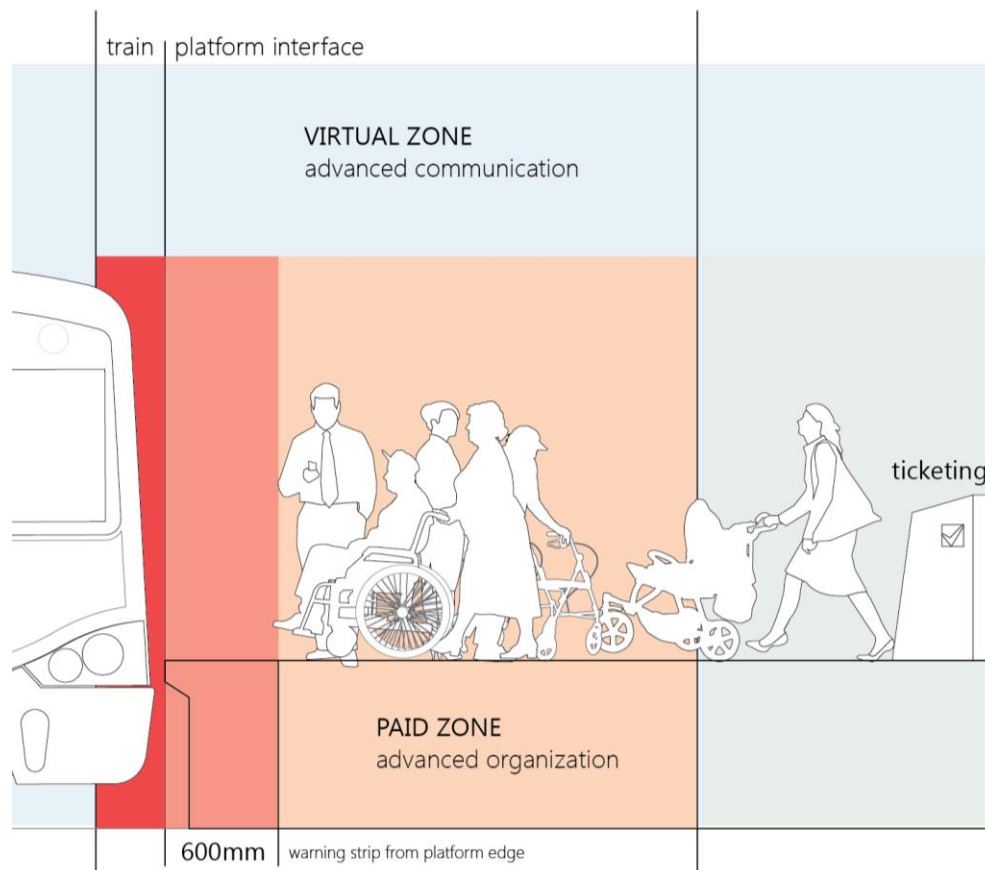 train platform interface
VIRTUAL ZONE
advanced communication
ticketing
PAID ZONE
advanced organization
600mm warning strip from platform edge